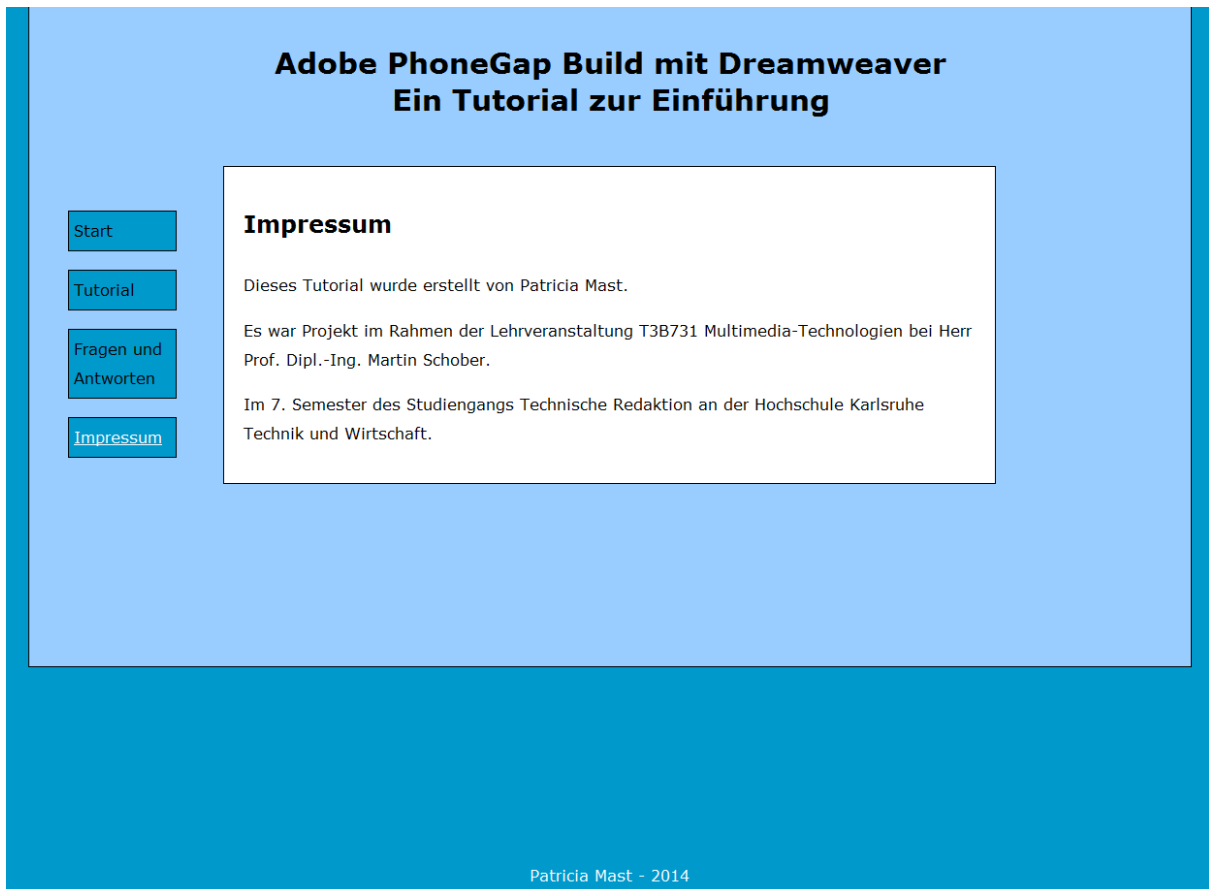 Adobe PhoneGap Build mit Dreamweaver
Ein Tutorial zur Einführung
Start
Tutorial
Fragen und
Antworten
Impressum
Impressum
Dieses Tutorial wurde erstellt von Patricia Mast.
Es war Projekt im Rahmen der Lehrveranstaltung T3B731 Multimedia-Technologien bei Herr
Prof. Dipl.-Ing. Martin Schober.
Im 7. Semester des Studiengangs Technische Redaktion an der Hochschule Karlsruhe
Technik und Wirtschaft.
Patricia Mast - 2014